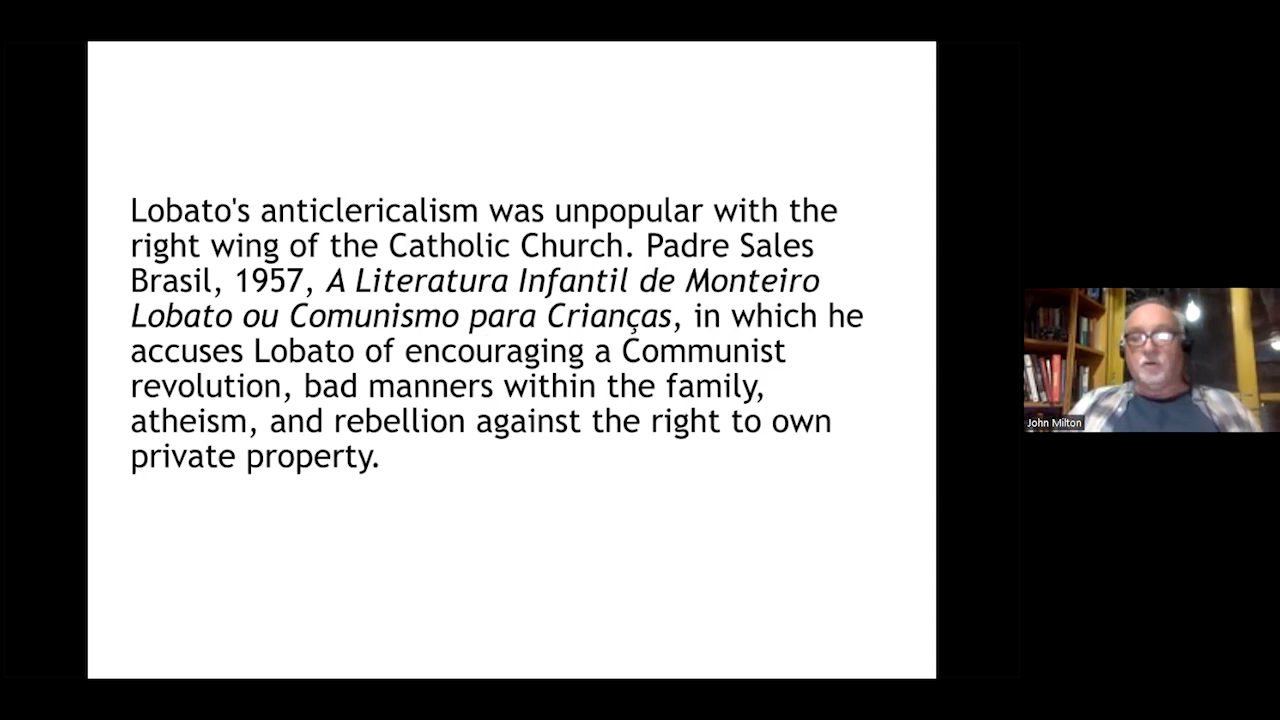 Lobato's anticlericalism was unpopular with the
right wing of the Catholic Church. Padre Sales
Brasil, 1957, A Literatura Infantil de Monteiro
Lobato ou Comunismo para Crianças, in which he
accuses Lobato of encouraging a Communist
revolution, bad manners within the family,
atheism, and rebellion against the right to own
private property.
John Milton